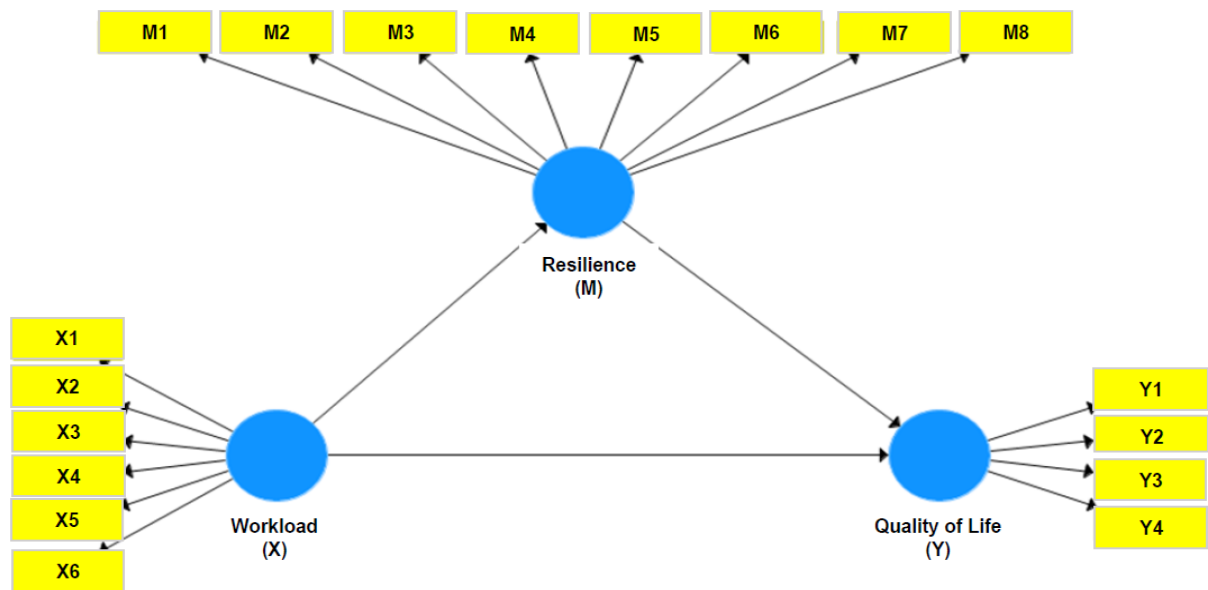 M1
M2
M3
M4
M5
M6
M7
M8
Resilience
(M)
X1
X2
X3
X4
X5
X6
Workload
(X)
Y1
Y2
Y3
Y4
Quality of Life
(Y)